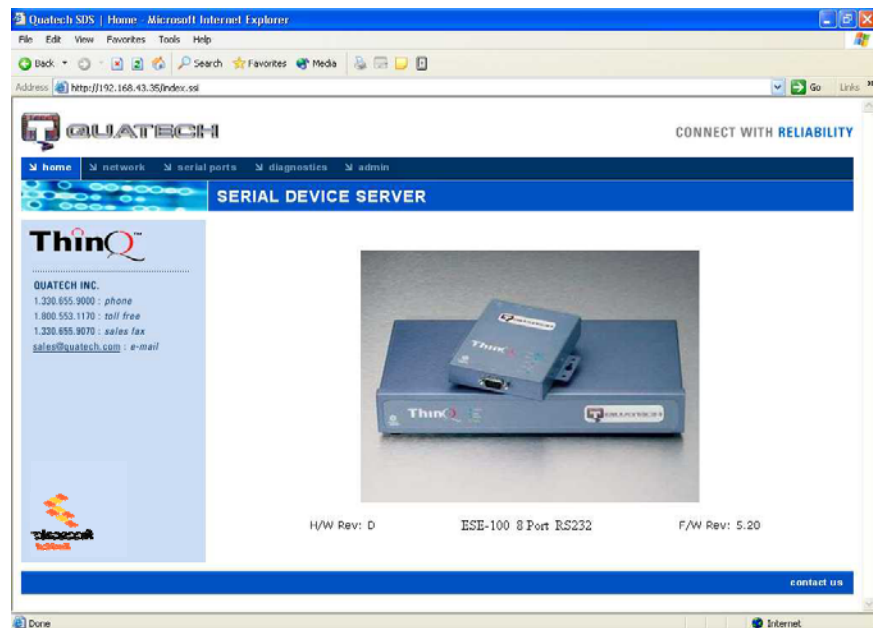 Quatech SDS | Home - Microsoft Internet Explorer
File Edit View Favorites Tools Help
Back Search Favorites Media
Address http://192.168.43.35/index.ssi Go Links »
QUATECH CONNECT WITH RELIABILITY
home network serial ports diagnostics admin
SERIAL DEVICE SERVER
ThinQ™
QUATECH INC.
1.330.655.9000 : phone
1.800.553.1170 : toll free
1.330.655.9070 : sales fax
sales@quatech.com : e-mail
QUATECH
ThinQ
ThinQ QUATECH
H/W Rev: D ESE-100 8 Port RS232 F/W Rev: 5.20
contact us
Done Internet